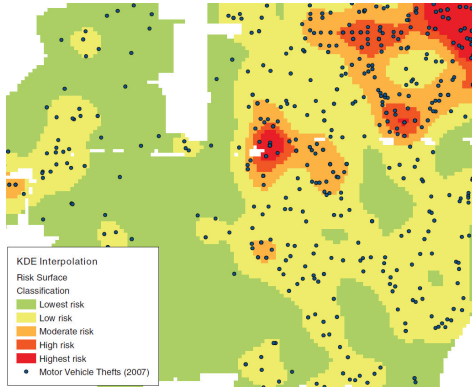 KDE Interpolation
Risk Surface
Classification
Lowest risk
Low risk
Moderate risk
High risk
Highest risk
Motor Vehicle Thefts (2007)